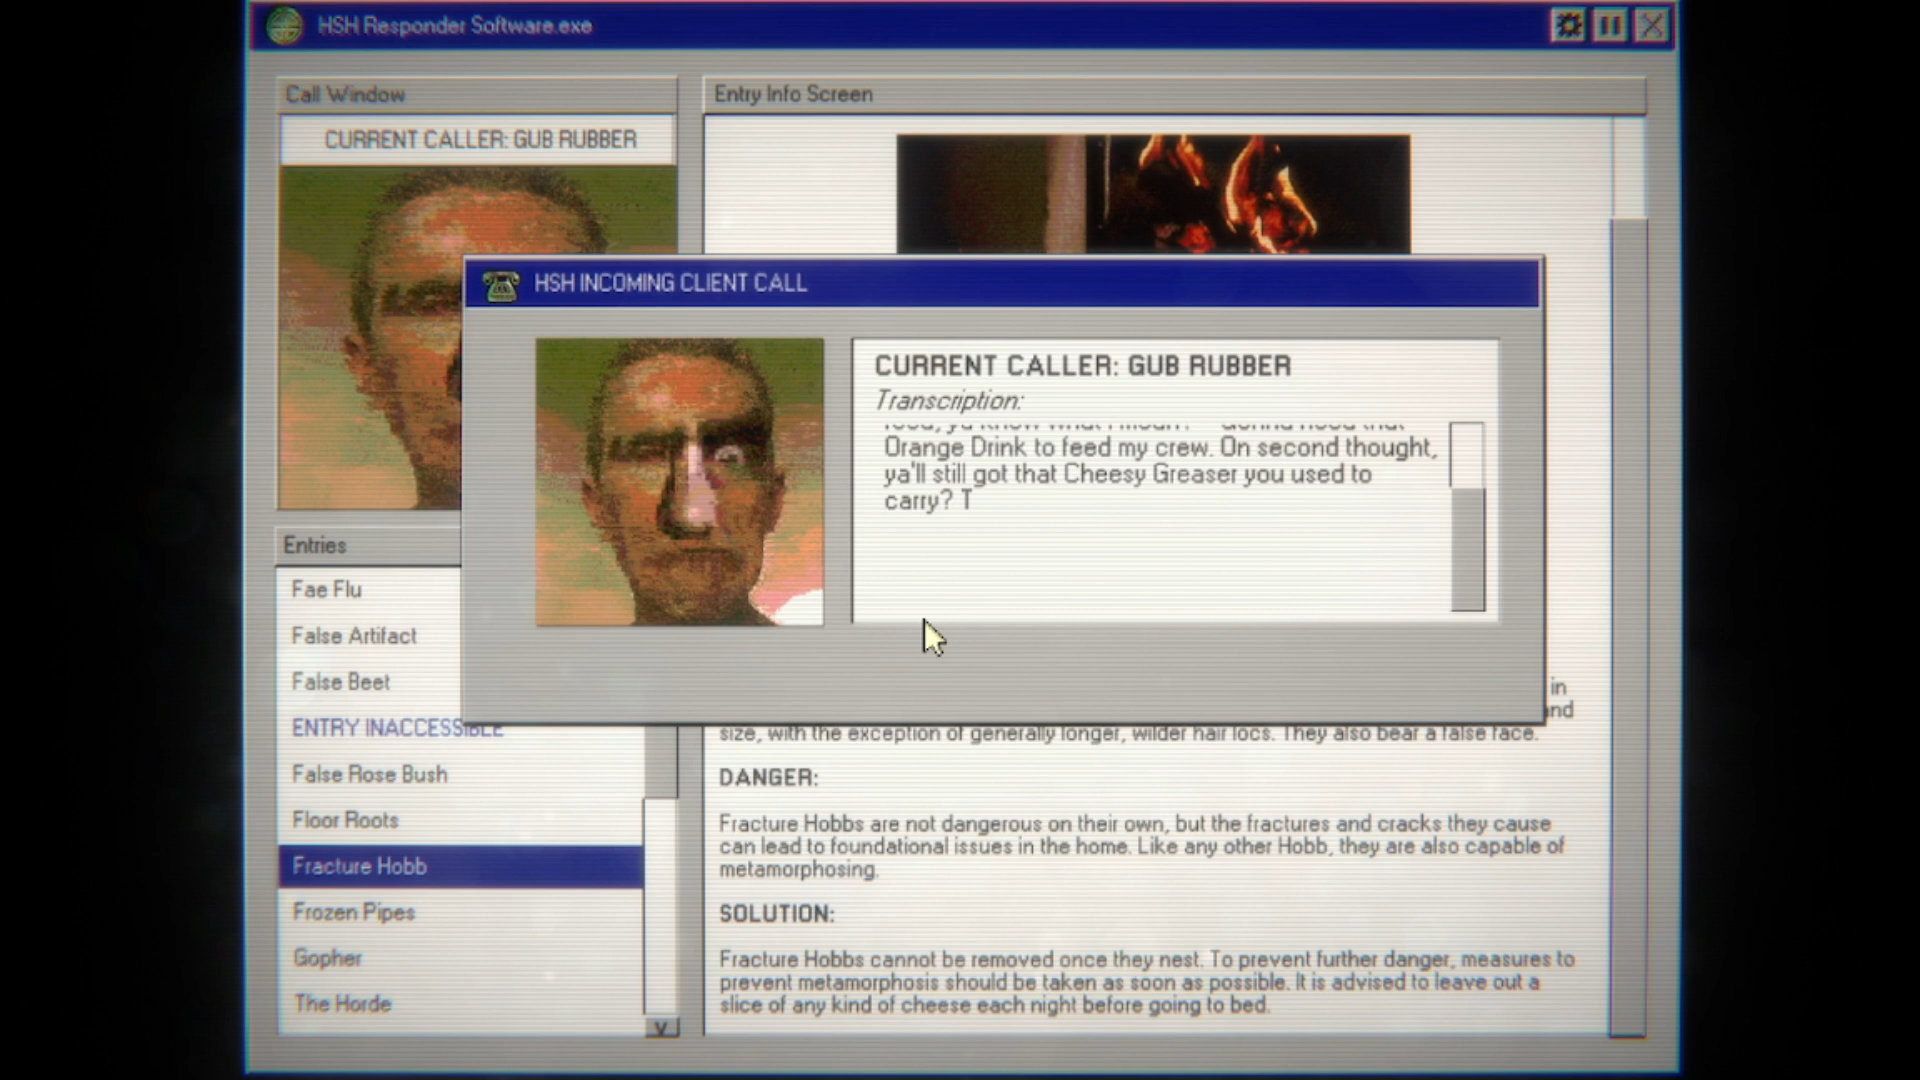 HSH Responder Software.exe
Call Window
CURRENT CALLER: GUB RUBBER
Entry Info Screen
HSH INCOMING CLIENT CALL
CURRENT CALLER: GUB RUBBER
Transcription:
Orange Drink to feed my crew. On second thought,
ya'll still got that Cheesy Greaser you used to
carry? T
Entries
Fae Flu
False Artifact
False Beet
ENTRY INACCESSIBLE
False Rose Bush
Floor Roots
Fracture Hobb
Frozen Pipes
Gopher
The Horde
in
and
size, with the exception of generally longer, wilder hair locs. They also bear a false face.
DANGER:
Fracture Hobbs are not dangerous on their own, but the fractures and cracks they cause
can lead to foundational issues in the home. Like any other Hobb, they are also capable of
metamorphosing.
SOLUTION:
Fracture Hobbs cannot be removed once they nest. To prevent further danger, measures to
prevent metamorphosis should be taken as soon as possible. It is advised to leave out a
slice of any kind of cheese each night before going to bed.